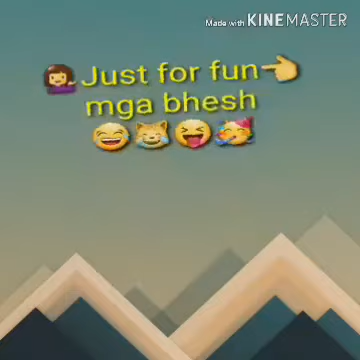 Made with KINEMASTER
💁‍♀️Just for fun👈
mga bhesh
😅😹😝🥳